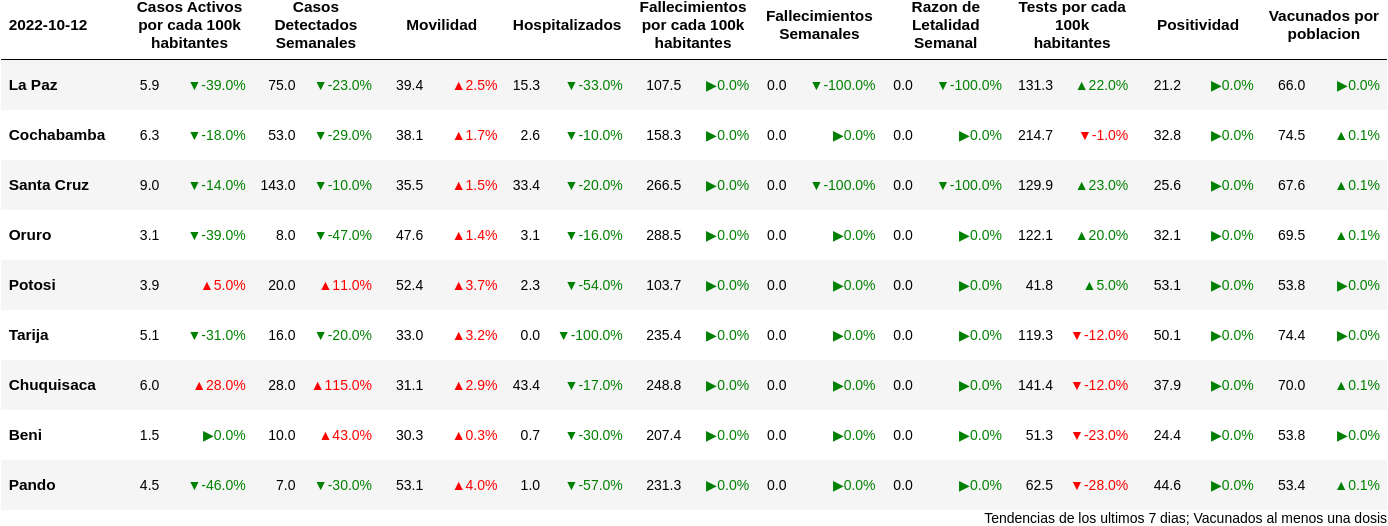 2022-10-12 Casos Activos por cada 100k habitantes Casos Detectados Semanales Movilidad Hospitalizados Fallecimientos por cada 100k habitantes Fallecimientos Semanales Razon de Letalidad Semanal Tests por cada 100k habitantes Positividad Vacunados por poblacion
La Paz 5.9 ▼-39.0% 75.0 ▼-23.0% 39.4 ▲2.5% 15.3 ▼-33.0% 107.5 ▶0.0% 0.0 ▼-100.0% 0.0 ▼-100.0% 131.3 ▲22.0% 21.2 ▶0.0% 66.0 ▶0.0%
Cochabamba 6.3 ▼-18.0% 53.0 ▼-29.0% 38.1 ▲1.7% 2.6 ▼-10.0% 158.3 ▶0.0% 0.0 ▶0.0% 0.0 ▶0.0% 214.7 ▼-1.0% 32.8 ▶0.0% 74.5 ▲0.1%
Santa Cruz 9.0 ▼-14.0% 143.0 ▼-10.0% 35.5 ▲1.5% 33.4 ▼-20.0% 266.5 ▶0.0% 0.0 ▼-100.0% 0.0 ▼-100.0% 129.9 ▲23.0% 25.6 ▶0.0% 67.6 ▲0.1%
Oruro 3.1 ▼-39.0% 8.0 ▼-47.0% 47.6 ▲1.4% 3.1 ▼-16.0% 288.5 ▶0.0% 0.0 ▶0.0% 0.0 ▶0.0% 122.1 ▲20.0% 32.1 ▶0.0% 69.5 ▲0.1%
Potosi 3.9 ▲5.0% 20.0 ▲11.0% 52.4 ▲3.7% 2.3 ▼-54.0% 103.7 ▶0.0% 0.0 ▶0.0% 0.0 ▶0.0% 41.8 ▲5.0% 53.1 ▶0.0% 53.8 ▶0.0%
Tarija 5.1 ▼-31.0% 16.0 ▼-20.0% 33.0 ▲3.2% 0.0 ▼-100.0% 235.4 ▶0.0% 0.0 ▶0.0% 0.0 ▶0.0% 119.3 ▼-12.0% 50.1 ▶0.0% 74.4 ▶0.0%
Chuquisaca 6.0 ▲28.0% 28.0 ▲115.0% 31.1 ▲2.9% 43.4 ▼-17.0% 248.8 ▶0.0% 0.0 ▶0.0% 0.0 ▶0.0% 141.4 ▼-12.0% 37.9 ▶0.0% 70.0 ▲0.1%
Beni 1.5 ▶0.0% 10.0 ▲43.0% 30.3 ▲0.3% 0.7 ▼-30.0% 207.4 ▶0.0% 0.0 ▶0.0% 0.0 ▶0.0% 51.3 ▼-23.0% 24.4 ▶0.0% 53.8 ▶0.0%
Pando 4.5 ▼-46.0% 7.0 ▼-30.0% 53.1 ▲4.0% 1.0 ▼-57.0% 231.3 ▶0.0% 0.0 ▶0.0% 0.0 ▶0.0% 62.5 ▼-28.0% 44.6 ▶0.0% 53.4 ▲0.1%
Tendencias de los ultimos 7 dias; Vacunados al menos una dosis